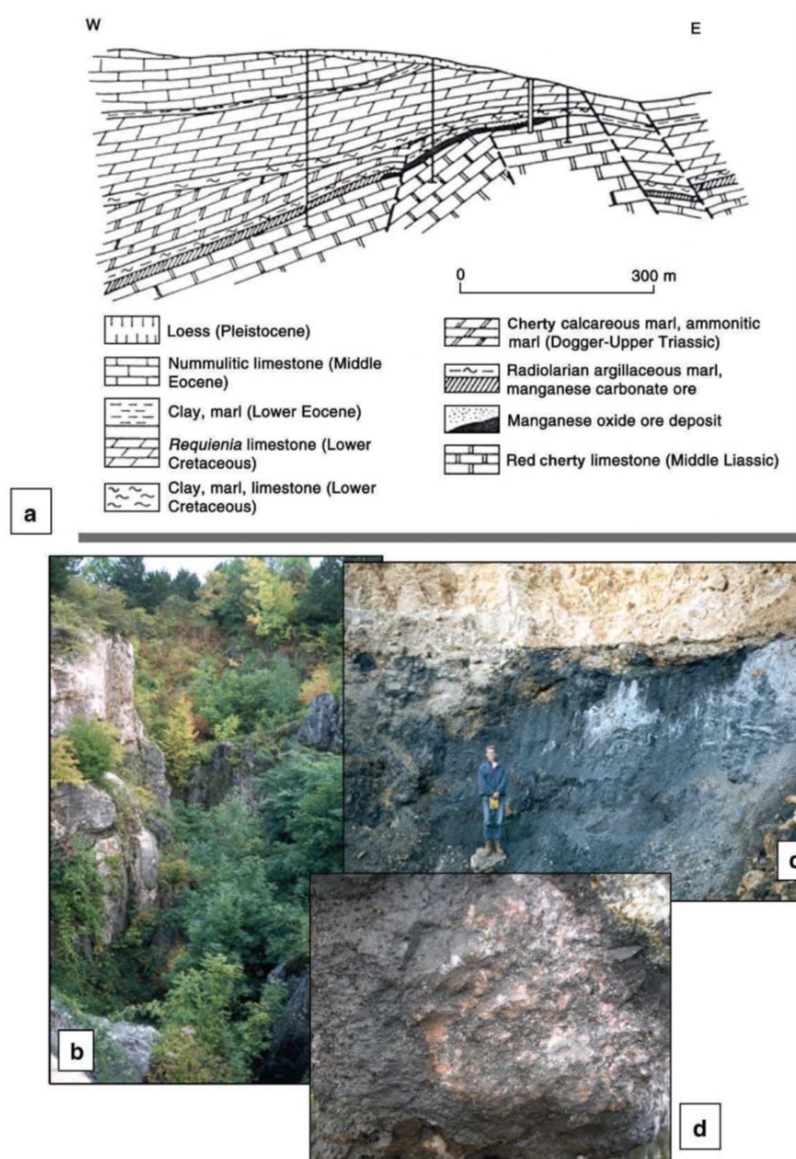 W
E
0
300 m
Loess (Pleistocene)
Nummulitic limestone (Middle
Eocene)
Clay, marl (Lower Eocene)
Requienia limestone (Lower
Cretaceous)
Clay, marl, limestone (Lower
Cretaceous)
Cherty calcareous marl, ammonitic
marl (Dogger-Upper Triassic)
Radiolarian argillaceous marl,
manganese carbonate ore
Manganese oxide ore deposit
Red cherty limestone (Middle Liassic)
a
b
c
d